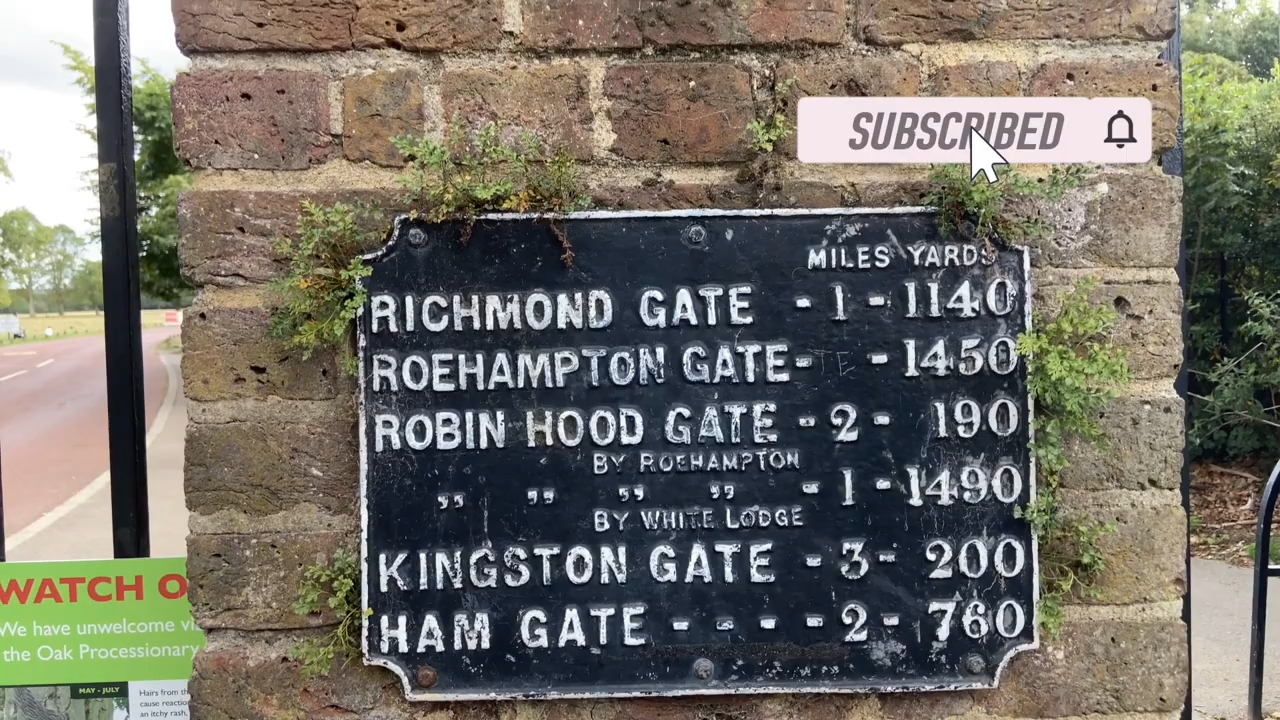 SUBSCRIBED
MILES YARDS
RICHMOND GATE - 1 - 1140
ROEHAMPTON GATE- - 1450
ROBIN HOOD GATE - 2 - 190
BY ROEHAMPTON
" " " " - 1 - 1490
BY WHITE LODGE
KINGSTON GATE - 3 - 200
HAM GATE - - - - 2 - 760
WATCH O
We have unwelcome vi
the Oak Processionary
MAY - JULY
Hairs from
cause reactio
an itchy rash,